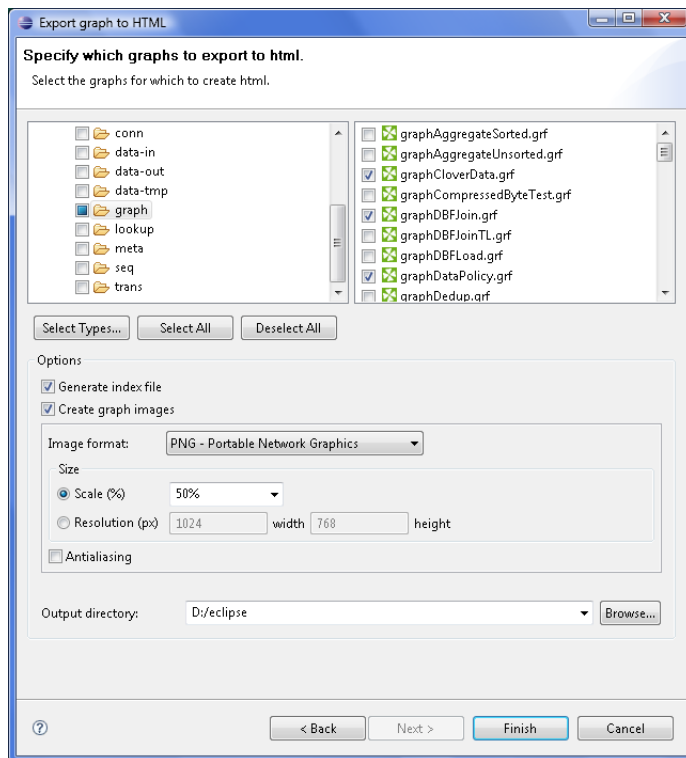 Export graph to HTML
Specify which graphs to export to html.
Select the graphs for which to create html.
conn
data-in
data-out
data-tmp
graph
lookup
meta
seq
trans
graphAggregateSorted.grf
graphAggregateUnsorted.grf
graphCloverData.grf
graphCompressedByteTest.grf
graphDBFJoin.grf
graphDBFJoinTL.grf
graphDBFLoad.grf
graphDataPolicy.grf
graphDedup.grf
Select Types... Select All Deselect All
Options
Generate index file
Create graph images
Image format: PNG - Portable Network Graphics
Size
Scale (%) 50%
Resolution (px) 1024 width 768 height
Antialiasing
Output directory: D:/eclipse Browse...
? < Back Next > Finish Cancel